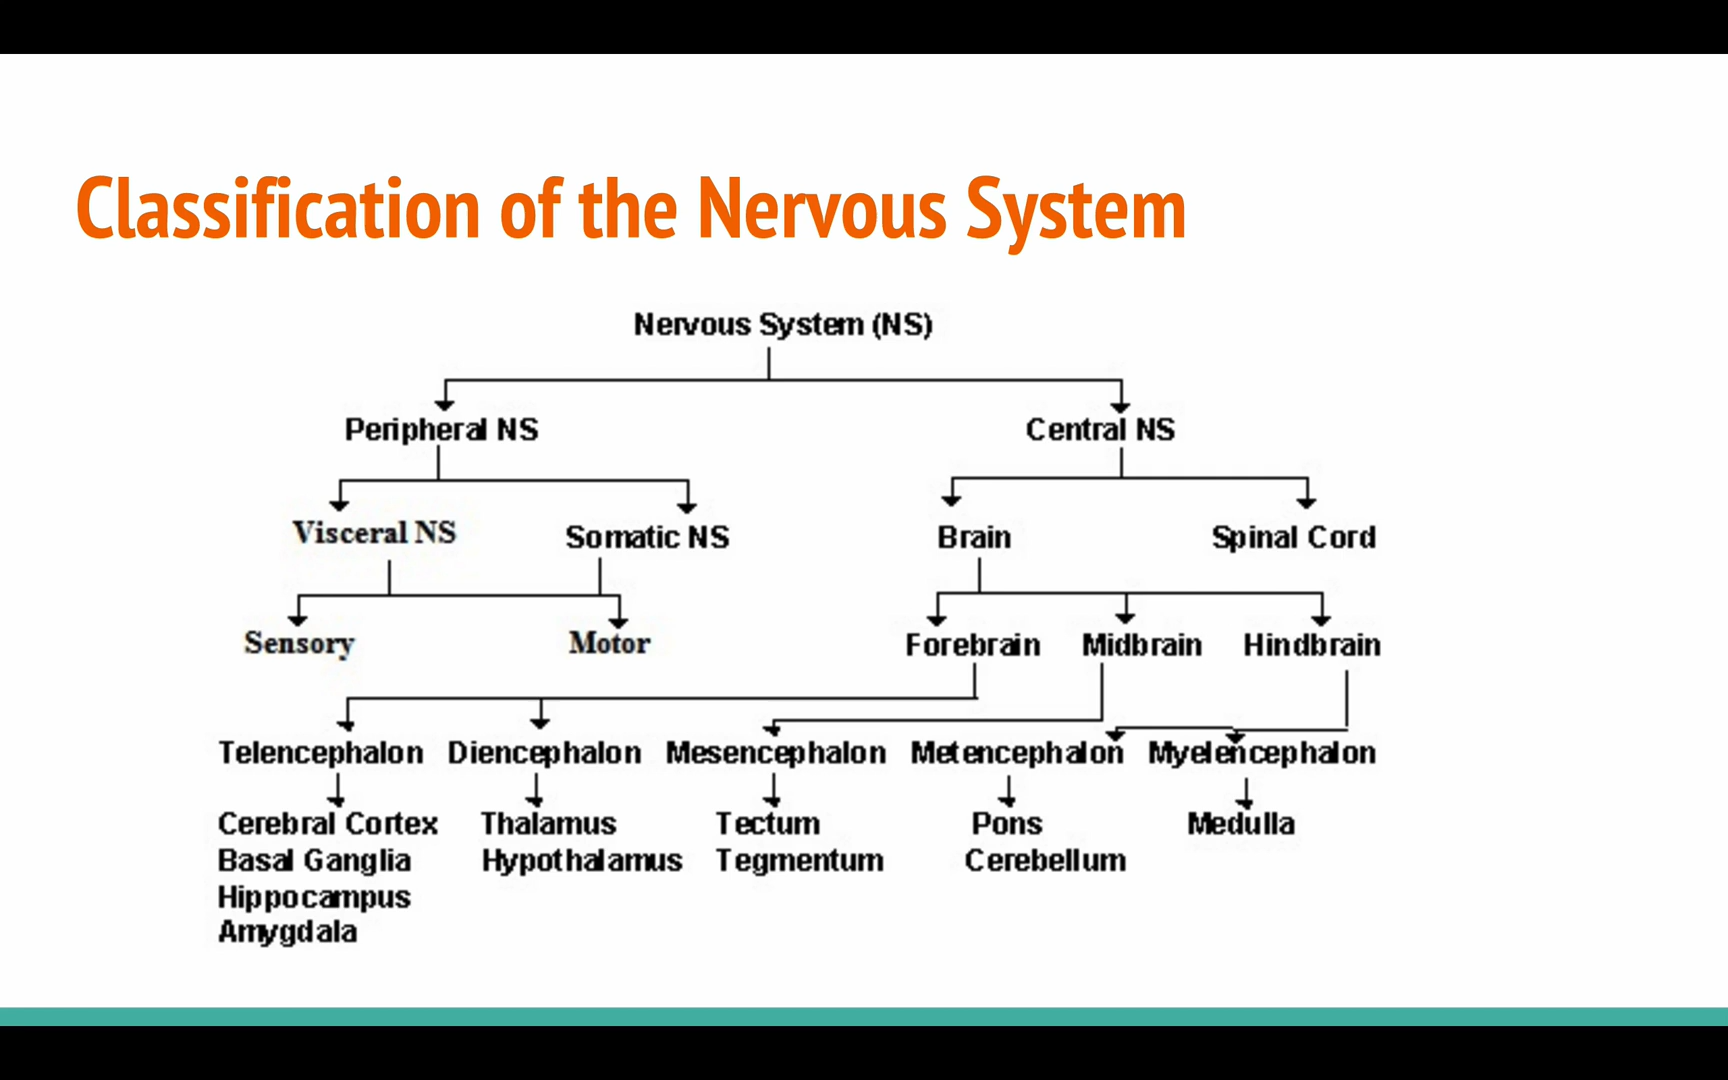 Classification of the Nervous System
Nervous System (NS)
Peripheral NS
Central NS
Visceral NS
Somatic NS
Brain
Spinal Cord
Sensory
Motor
Forebrain
Midbrain
Hindbrain
Telencephalon
Diencephalon
Mesencephalon
Metencephalon
Myelencephalon
Cerebral Cortex
Basal Ganglia
Hippocampus
Amygdala
Thalamus
Hypothalamus
Tectum
Tegmentum
Pons
Cerebellum
Medulla